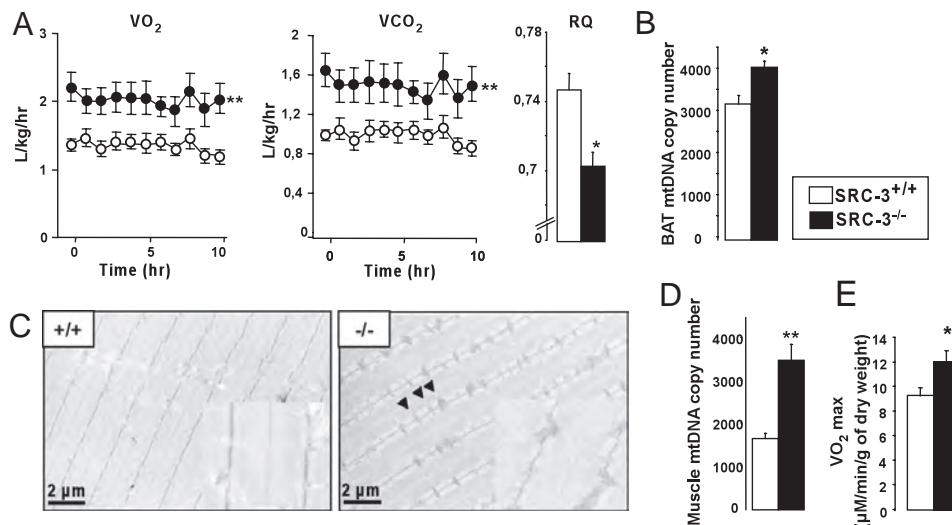 A
VO2
L/kg/hr
3
2
1
0
0 5 10
Time (hr)
**
VCO2
L/kg/hr
2
1,6
1,2
0,8
0,4
0
0 5 10
Time (hr)
**
RQ
0,78
0,74
0,7
0
*
B
BAT mtDNA copy number
4000
3000
2000
1000
0
*
SRC-3+/+
SRC-3-/-
C
+/+
2 µm
-/-
2 µm
D
Muscle mtDNA copy number
4000
3000
2000
1000
0
**
E
VO2 max
(µM/min/g of dry weight)
14
12
10
8
6
4
2
0
*